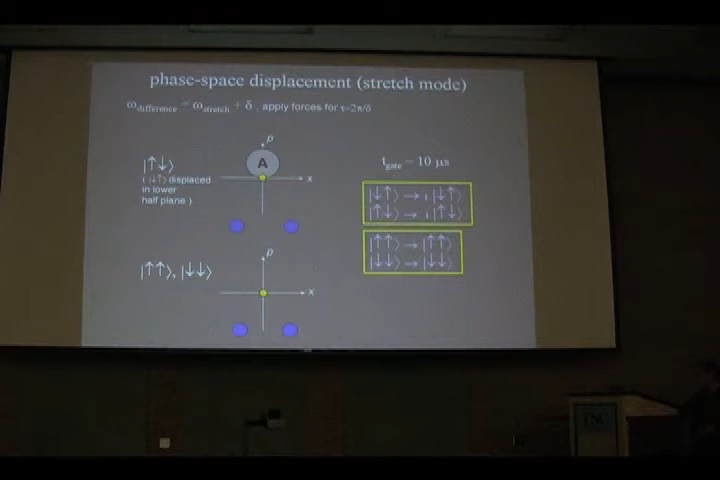 phase-space displacement (stretch mode)
ω_difference = ω_stretch + δ , apply forces for τ=2π/δ
p
A
x
|↑↓⟩
( |↓↑⟩ displaced
in lower
half plane )
t_gate = 10 μs
|↓↑⟩ → i |↓↑⟩
|↑↓⟩ → i |↑↓⟩
|↑↑⟩ → |↑↑⟩
|↓↓⟩ → |↓↓⟩
p
|↑↑⟩, |↓↓⟩
x